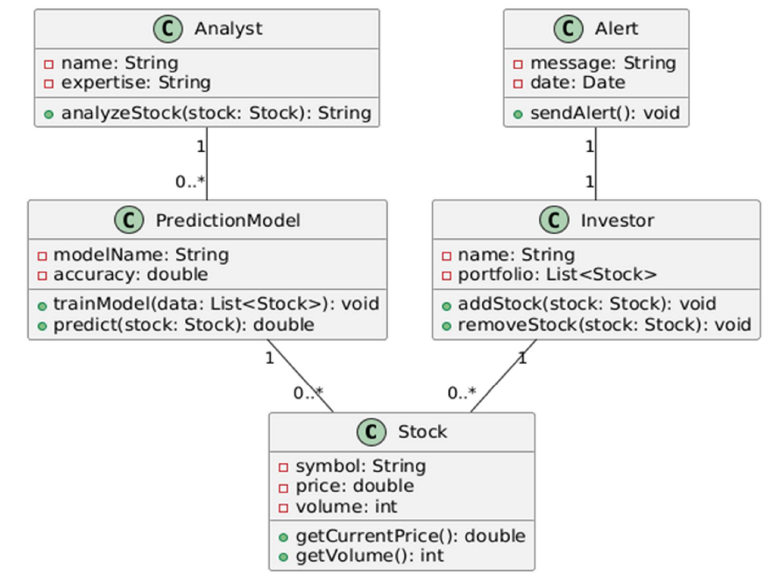 C Analyst
name: String
expertise: String
analyzeStock(stock: Stock): String
C Alert
message: String
date: Date
sendAlert(): void
1
0..*
1
1
C PredictionModel
modelName: String
accuracy: double
trainModel(data: List<Stock>): void
predict(stock: Stock): double
C Investor
name: String
portfolio: List<Stock>
addStock(stock: Stock): void
removeStock(stock: Stock): void
1
0..*
1
0..*
C Stock
symbol: String
price: double
volume: int
getCurrentPrice(): double
getVolume(): int